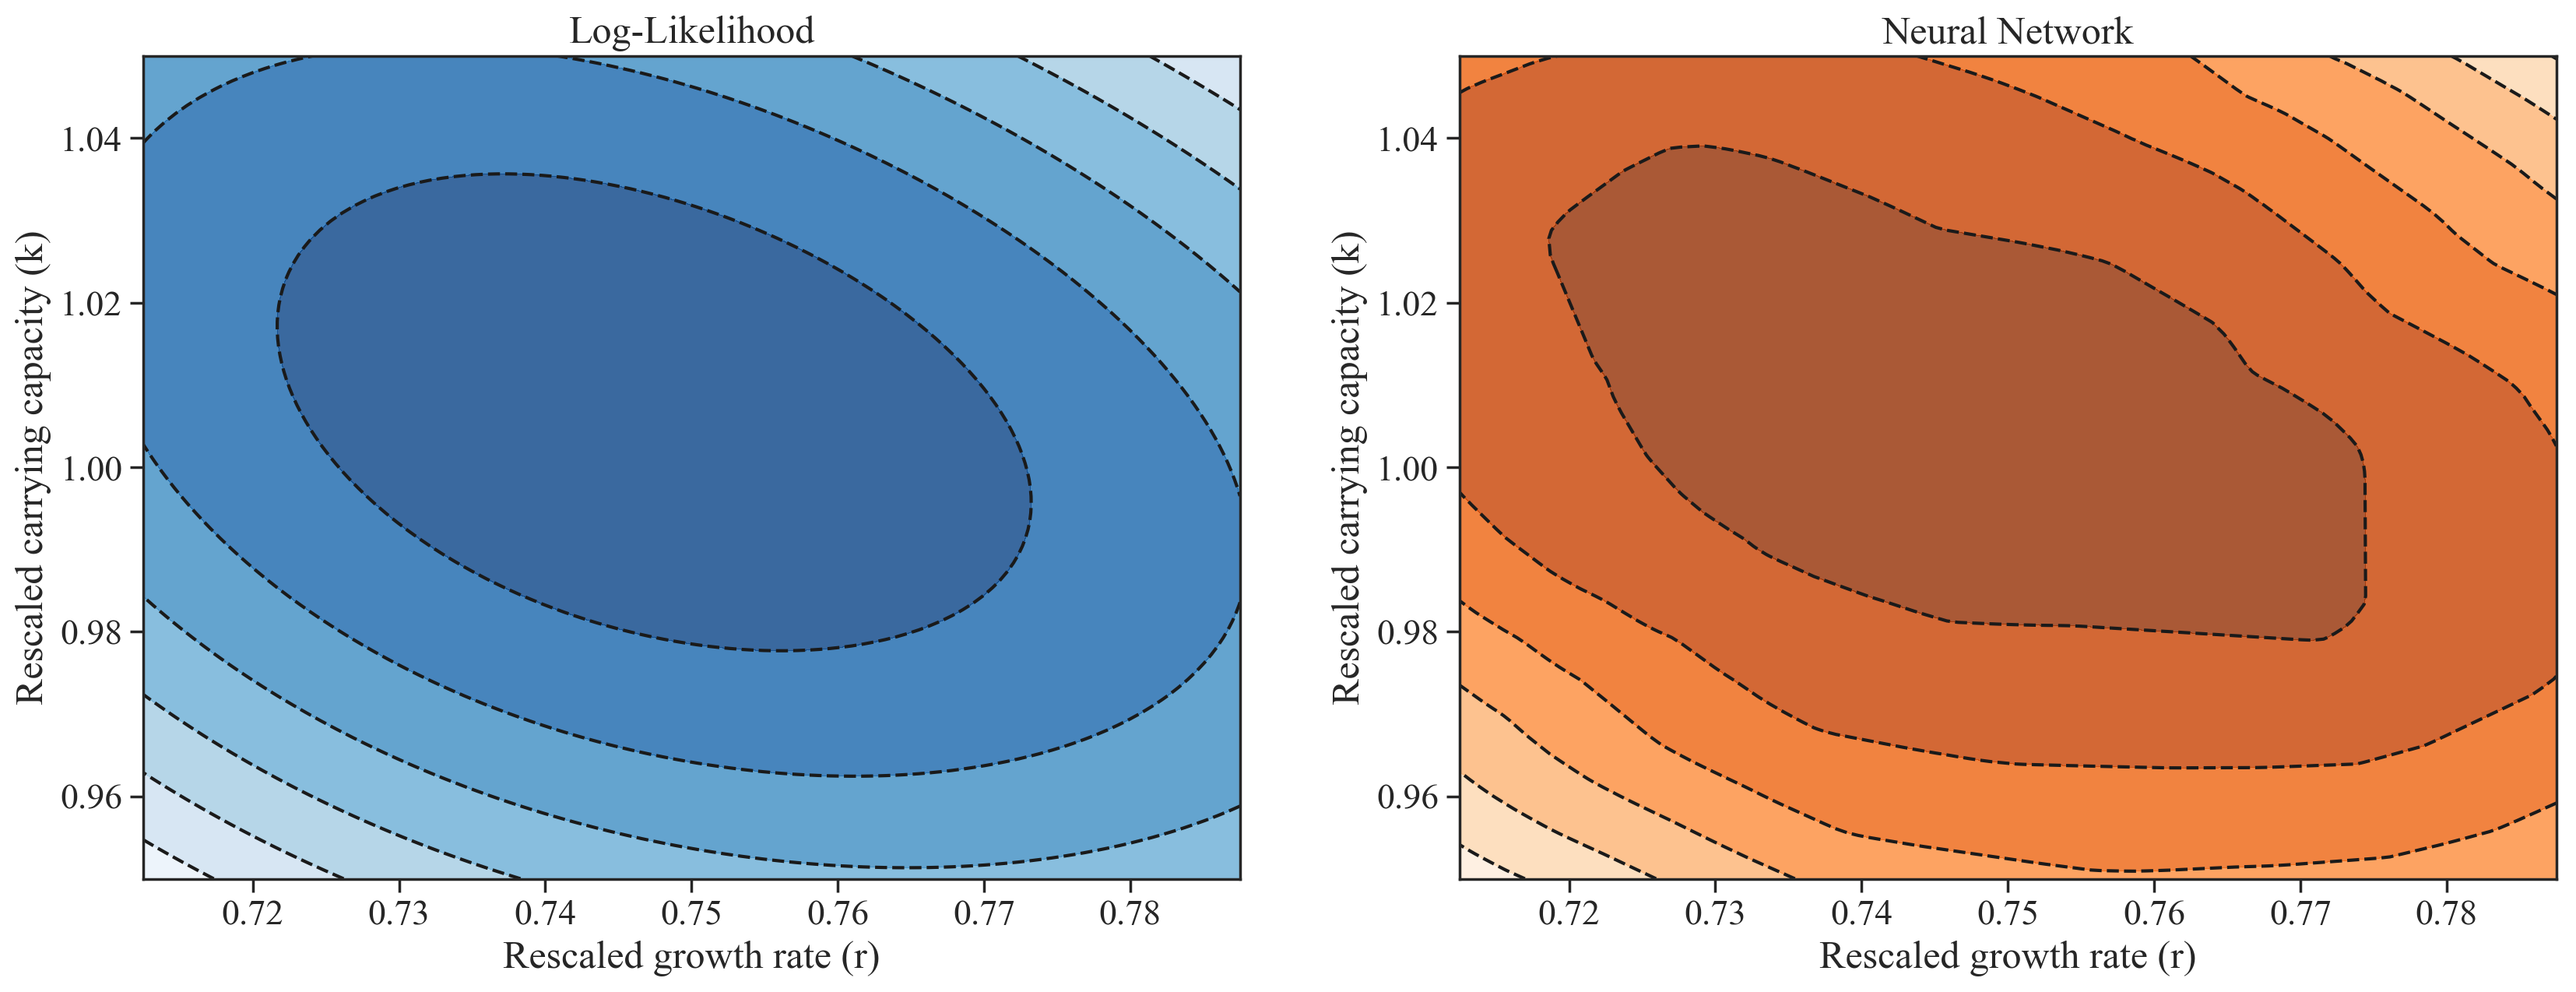 Log-Likelihood
Rescaled carrying capacity (k)
1.04
1.02
1.00
0.98
0.96
0.72 0.73 0.74 0.75 0.76 0.77 0.78
Rescaled growth rate (r)
Neural Network
Rescaled carrying capacity (k)
1.04
1.02
1.00
0.98
0.96
0.72 0.73 0.74 0.75 0.76 0.77 0.78
Rescaled growth rate (r)